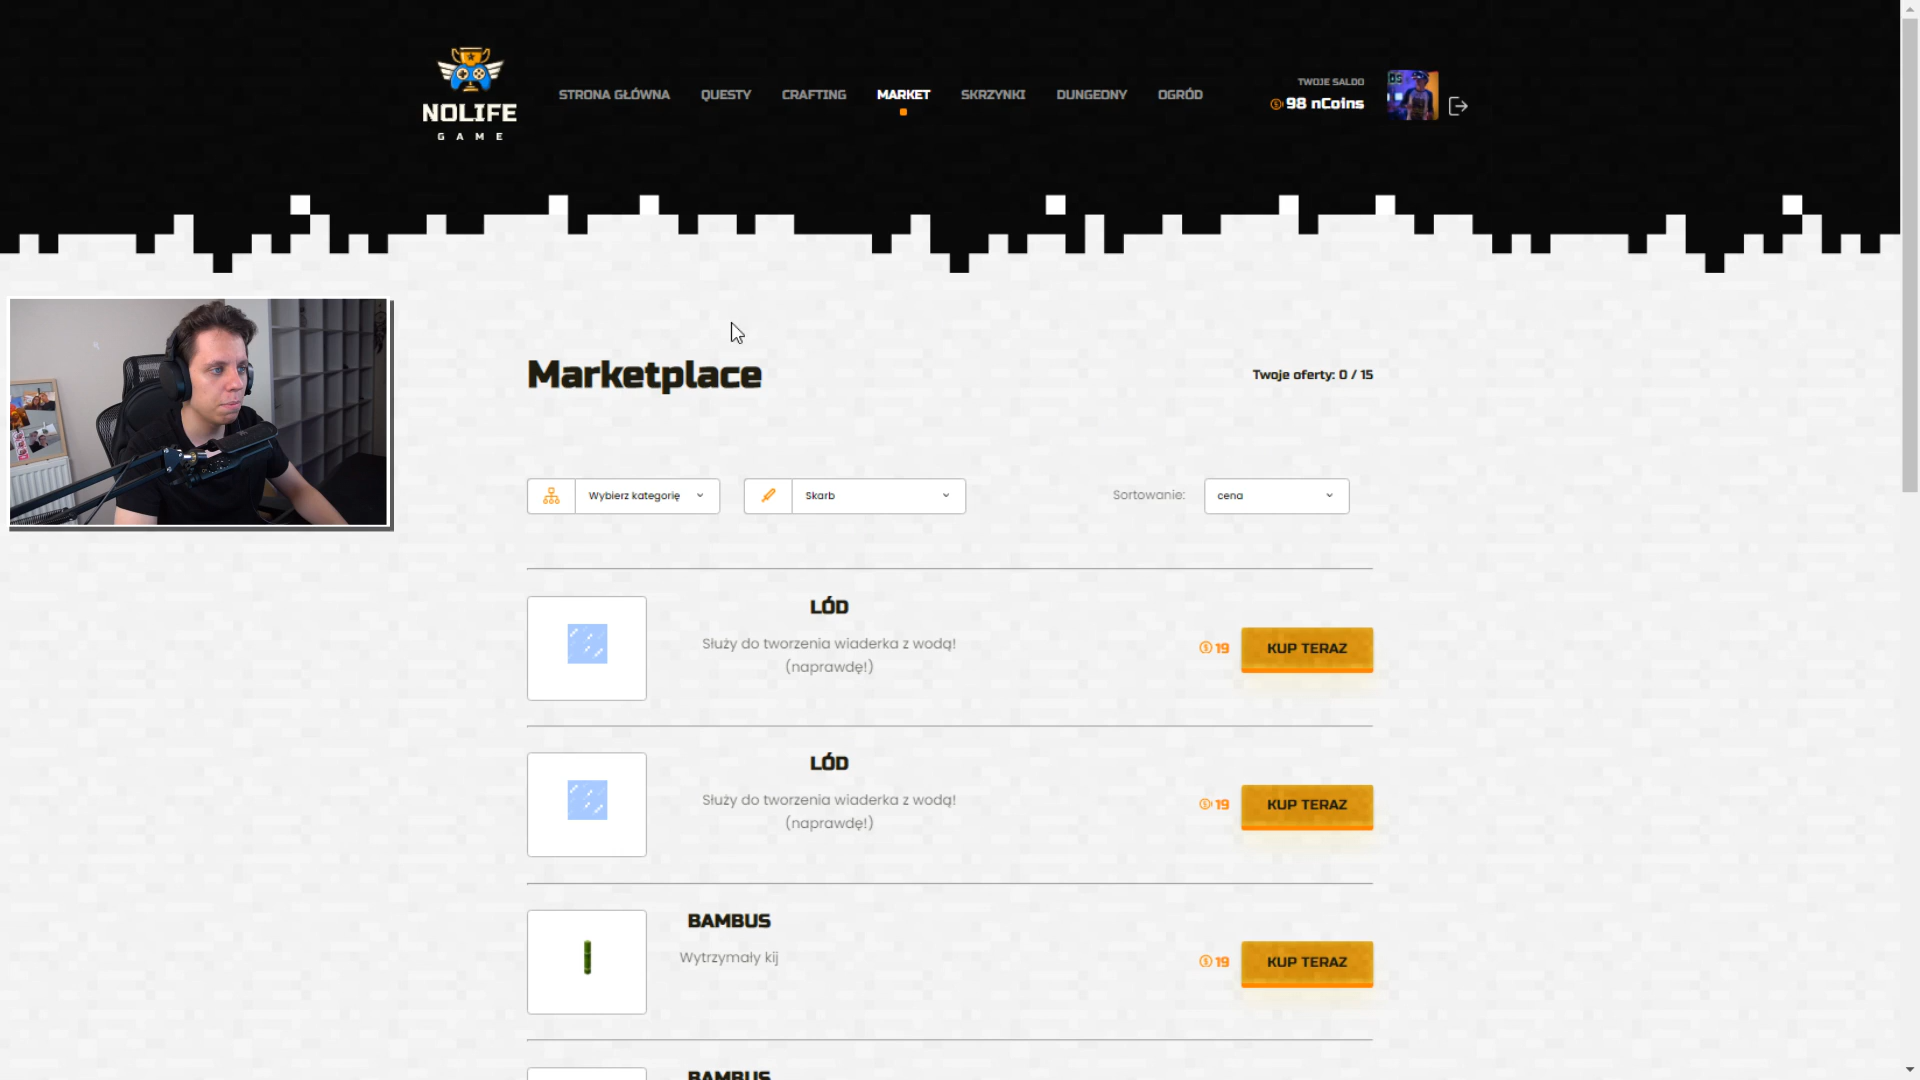 NOLIFE
GAME
STRONA GŁÓWNA
QUESTY
CRAFTING
MARKET
SKRZYNKI
DUNGEONY
OGRÓD
TWOJE SALDO
98 nCoins
Marketplace
Twoje oferty: 0 / 15
Wybierz kategorię
Skarb
Sortowanie:
cena
LÓD
Służy do tworzenia wiaderka z wodą!
(naprawdę!)
19
KUP TERAZ
LÓD
Służy do tworzenia wiaderka z wodą!
(naprawdę!)
19
KUP TERAZ
BAMBUS
Wytrzymały kij
19
KUP TERAZ
BAMBUS